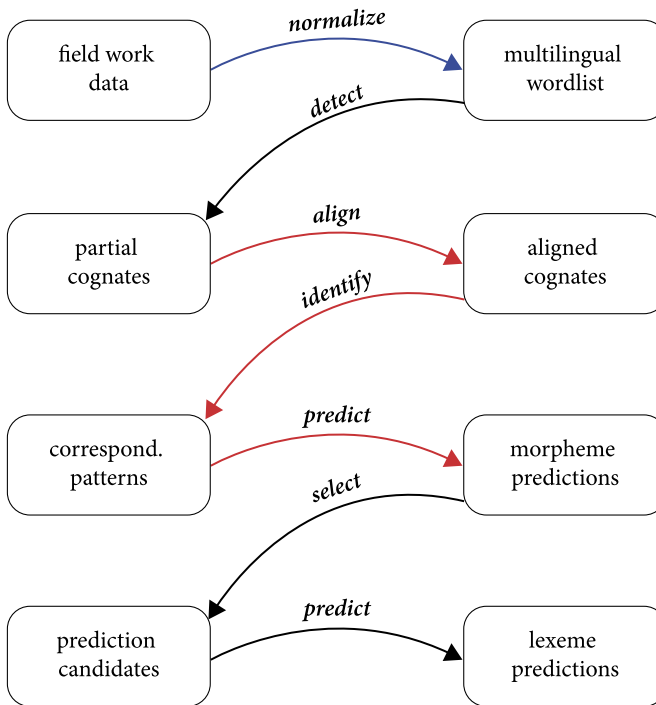 normalize
field work
data
multilingual
wordlist
detect
align
partial
cognates
aligned
cognates
identify
predict
correspond.
patterns
morpheme
predictions
select
predict
prediction
candidates
lexeme
predictions